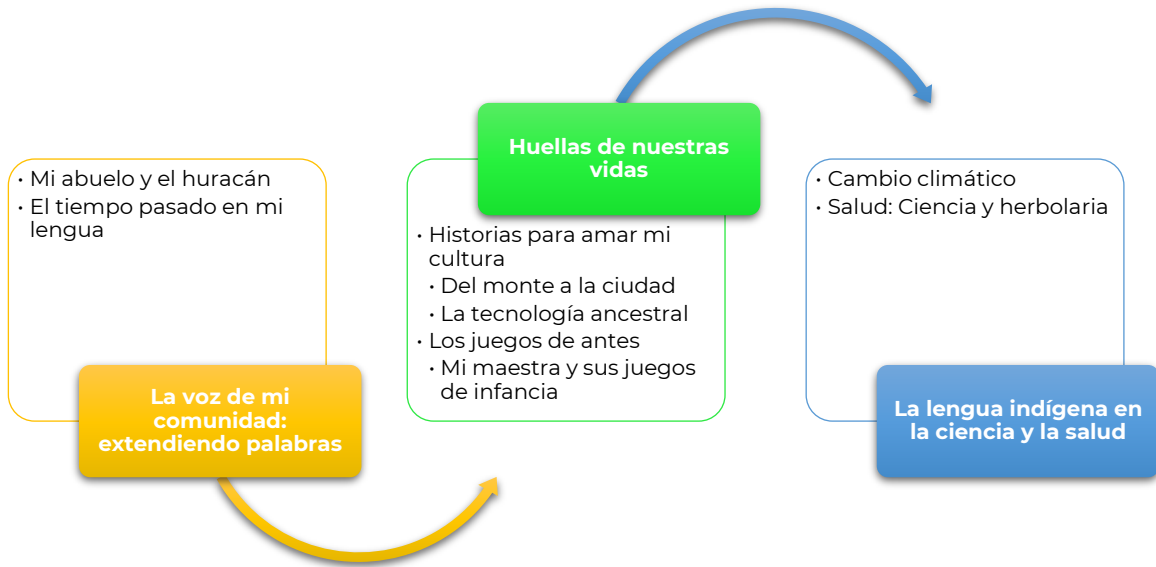 · Mi abuelo y el huracán
· El tiempo pasado en mi
lengua
La voz de mi
comunidad:
extendiendo palabras
Huellas de nuestras
vidas
· Historias para amar mi
cultura
· Del monte a la ciudad
· La tecnología ancestral
· Los juegos de antes
· Mi maestra y sus juegos
de infancia
· Cambio climático
· Salud: Ciencia y herbolaria
La lengua indígena en
la ciencia y la salud